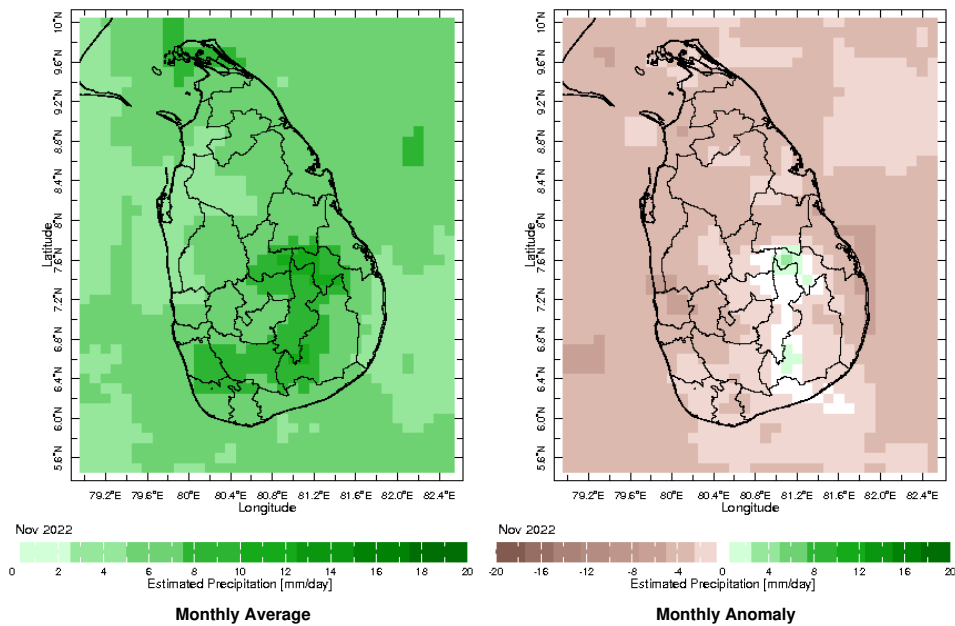 10°N
9.6°N
9.2°N
8.8°N
8.4°N
8°N
7.6°N
7.2°N
6.8°N
6.4°N
6.0°N
5.6°N
Latitude
79.2°E 79.6°E 80°E 80.4°E 80.8°E 81.2°E 81.6°E 82.0°E 82.4°E
Longitude
Nov 2022
0 2 4 6 8 10 12 14 16 18 20
Estimated Precipitation [mm/day]
Monthly Average
10°N
9.6°N
9.2°N
8.8°N
8.4°N
8°N
7.6°N
7.2°N
6.8°N
6.4°N
6.0°N
5.6°N
Latitude
79.2°E 79.6°E 80°E 80.4°E 80.8°E 81.2°E 81.6°E 82.0°E 82.4°E
Longitude
Nov 2022
-20 -16 -12 -8 -4 0 4 8 12 16 20
Estimated Precipitation [mm/day]
Monthly Anomaly